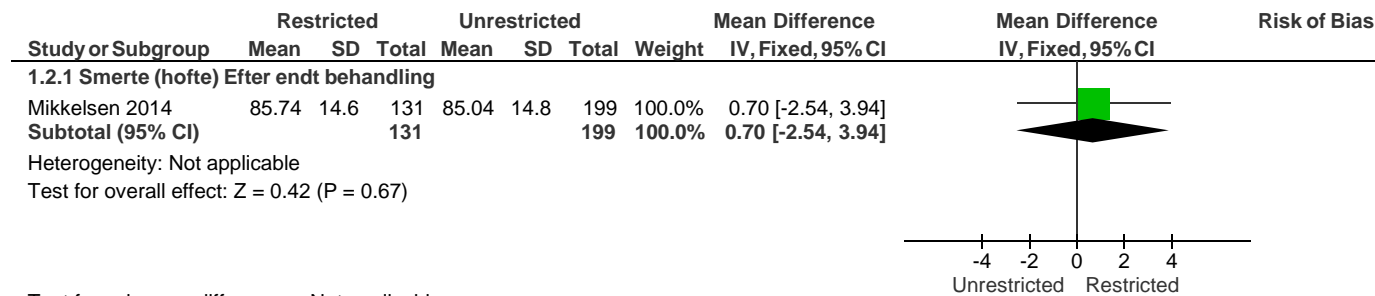 Restricted Unrestricted Mean Difference Mean Difference Risk of Bias
Study or Subgroup Mean SD Total Mean SD Total Weight IV, Fixed, 95% CI IV, Fixed, 95% CI
1.2.1 Smerte (hofte) Efter endt behandling
Mikkelsen 2014 85.74 14.6 131 85.04 14.8 199 100.0% 0.70 [-2.54, 3.94]
Subtotal (95% CI) 131 199 100.0% 0.70 [-2.54, 3.94]
Heterogeneity: Not applicable
Test for overall effect: Z = 0.42 (P = 0.67)
-4 -2 0 2 4
Unrestricted Restricted